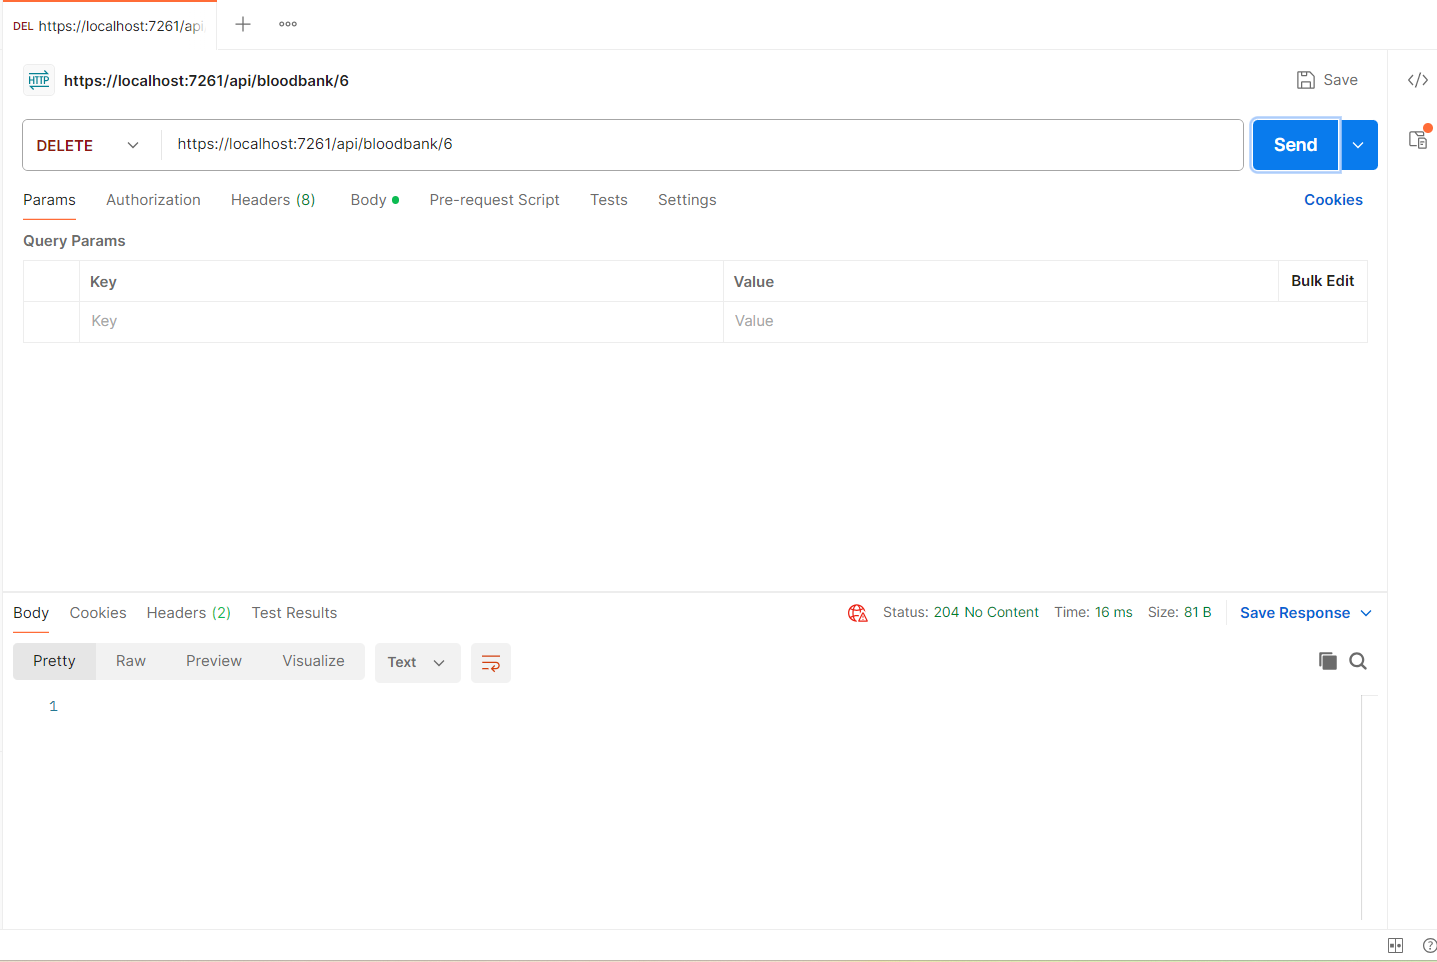 DEL https://localhost:7261/api
HTTP https://localhost:7261/api/bloodbank/6
Save
DELETE https://localhost:7261/api/bloodbank/6
Send
Params Authorization Headers (8) Body Pre-request Script Tests Settings Cookies
Query Params
Key Value Bulk Edit
Key Value
Body Cookies Headers (2) Test Results Status: 204 No Content Time: 16 ms Size: 81 B Save Response
Pretty Raw Preview Visualize Text
1